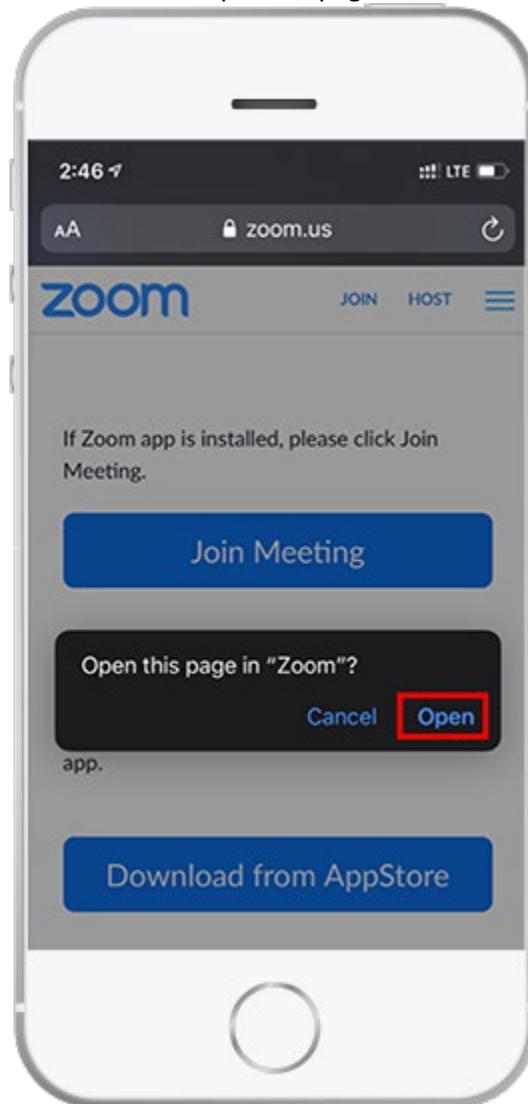 2:46 LTE
AA zoom.us
zoom JOIN HOST
If Zoom app is installed, please click Join
Meeting.
Join Meeting
Open this page in “Zoom”?
Cancel Open
app.
Download from AppStore